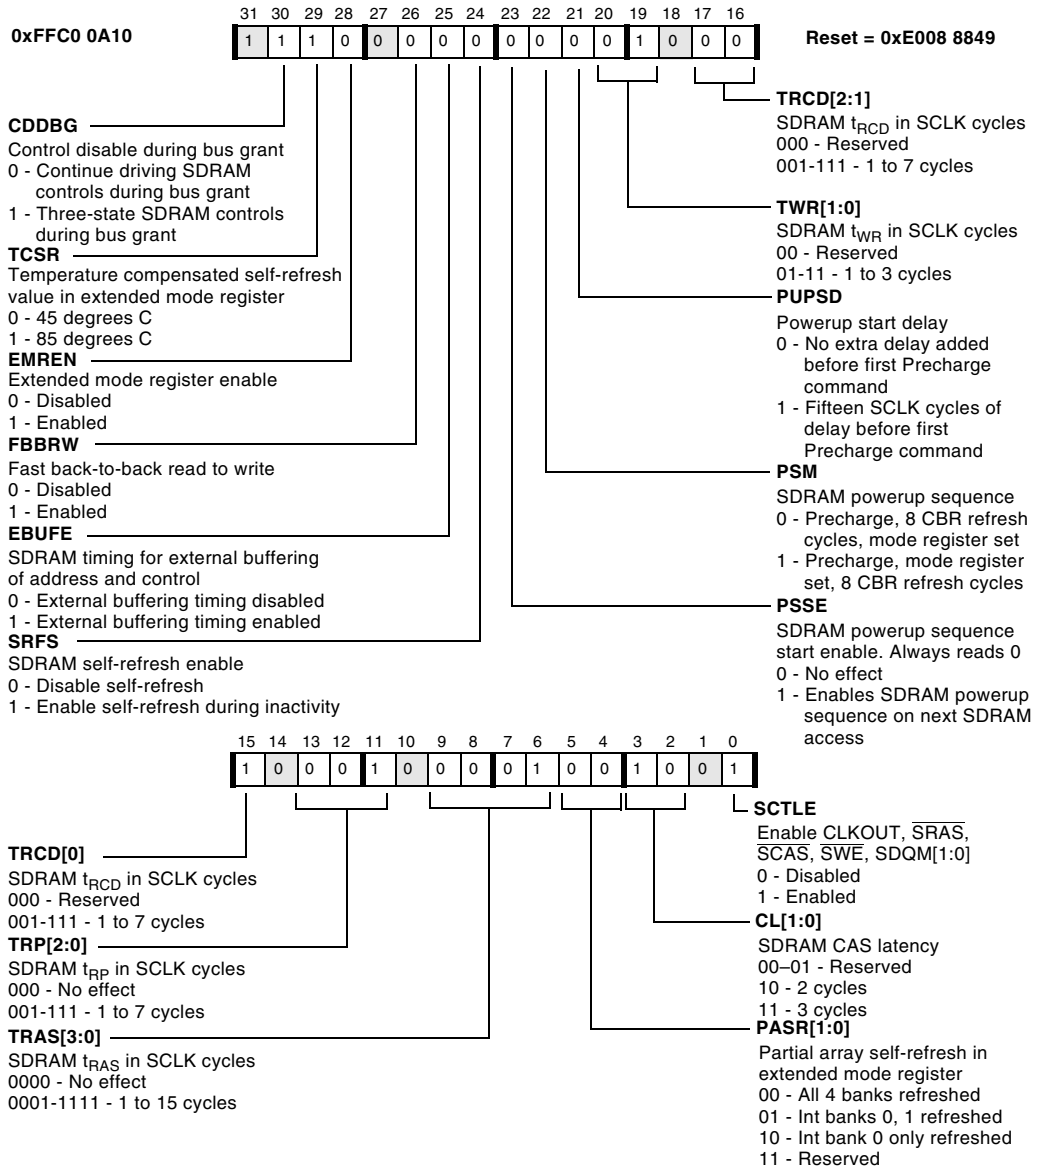 31 30 29 28 27 26 25 24 23 22 21 20 19 18 17 16
0xFFC0 0A10
1 1 1 0 0 0 0 0 0 0 0 0 1 0 0 0
Reset = 0xE008 8849
CDDBG
Control disable during bus grant
0 - Continue driving SDRAM
controls during bus grant
1 - Three-state SDRAM controls
during bus grant
TCSR
Temperature compensated self-refresh
value in extended mode register
0 - 45 degrees C
1 - 85 degrees C
EMREN
Extended mode register enable
0 - Disabled
1 - Enabled
FBBRW
Fast back-to-back read to write
0 - Disabled
1 - Enabled
EBUFE
SDRAM timing for external buffering
of address and control
0 - External buffering timing disabled
1 - External buffering timing enabled
SRFS
SDRAM self-refresh enable
0 - Disable self-refresh
1 - Enable self-refresh during inactivity
TRCD[2:1]
SDRAM tRCD in SCLK cycles
000 - Reserved
001-111 - 1 to 7 cycles
TWR[1:0]
SDRAM tWR in SCLK cycles
00 - Reserved
01-11 - 1 to 3 cycles
PUPSD
Powerup start delay
0 - No extra delay added
before first Precharge
command
1 - Fifteen SCLK cycles of
delay before first
Precharge command
PSM
SDRAM powerup sequence
0 - Precharge, 8 CBR refresh
cycles, mode register set
1 - Precharge, mode register
set, 8 CBR refresh cycles
PSSE
SDRAM powerup sequence
start enable. Always reads 0
0 - No effect
1 - Enables SDRAM powerup
sequence on next SDRAM
access
15 14 13 12 11 10 9 8 7 6 5 4 3 2 1 0
1 0 0 0 1 0 0 0 0 1 0 0 1 0 0 1
TRCD[0]
SDRAM tRCD in SCLK cycles
000 - Reserved
001-111 - 1 to 7 cycles
TRP[2:0]
SDRAM tRP in SCLK cycles
000 - No effect
001-111 - 1 to 7 cycles
TRAS[3:0]
SDRAM tRAS in SCLK cycles
0000 - No effect
0001-1111 - 1 to 15 cycles
SCTLE
Enable CLKOUT, SRAS,
SCAS, SWE, SDQM[1:0]
0 - Disabled
1 - Enabled
CL[1:0]
SDRAM CAS latency
00–01 - Reserved
10 - 2 cycles
11 - 3 cycles
PASR[1:0]
Partial array self-refresh in
extended mode register
00 - All 4 banks refreshed
01 - Int banks 0, 1 refreshed
10 - Int bank 0 only refreshed
11 - Reserved